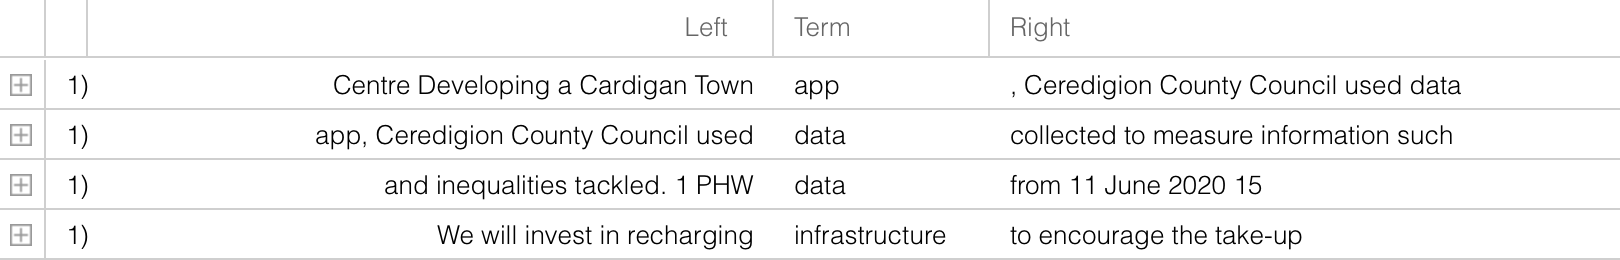 Left Term Right
1) Centre Developing a Cardigan Town app , Ceredigion County Council used data
1) app, Ceredigion County Council used data collected to measure information such
1) and inequalities tackled. 1 PHW data from 11 June 2020 15
1) We will invest in recharging infrastructure to encourage the take-up